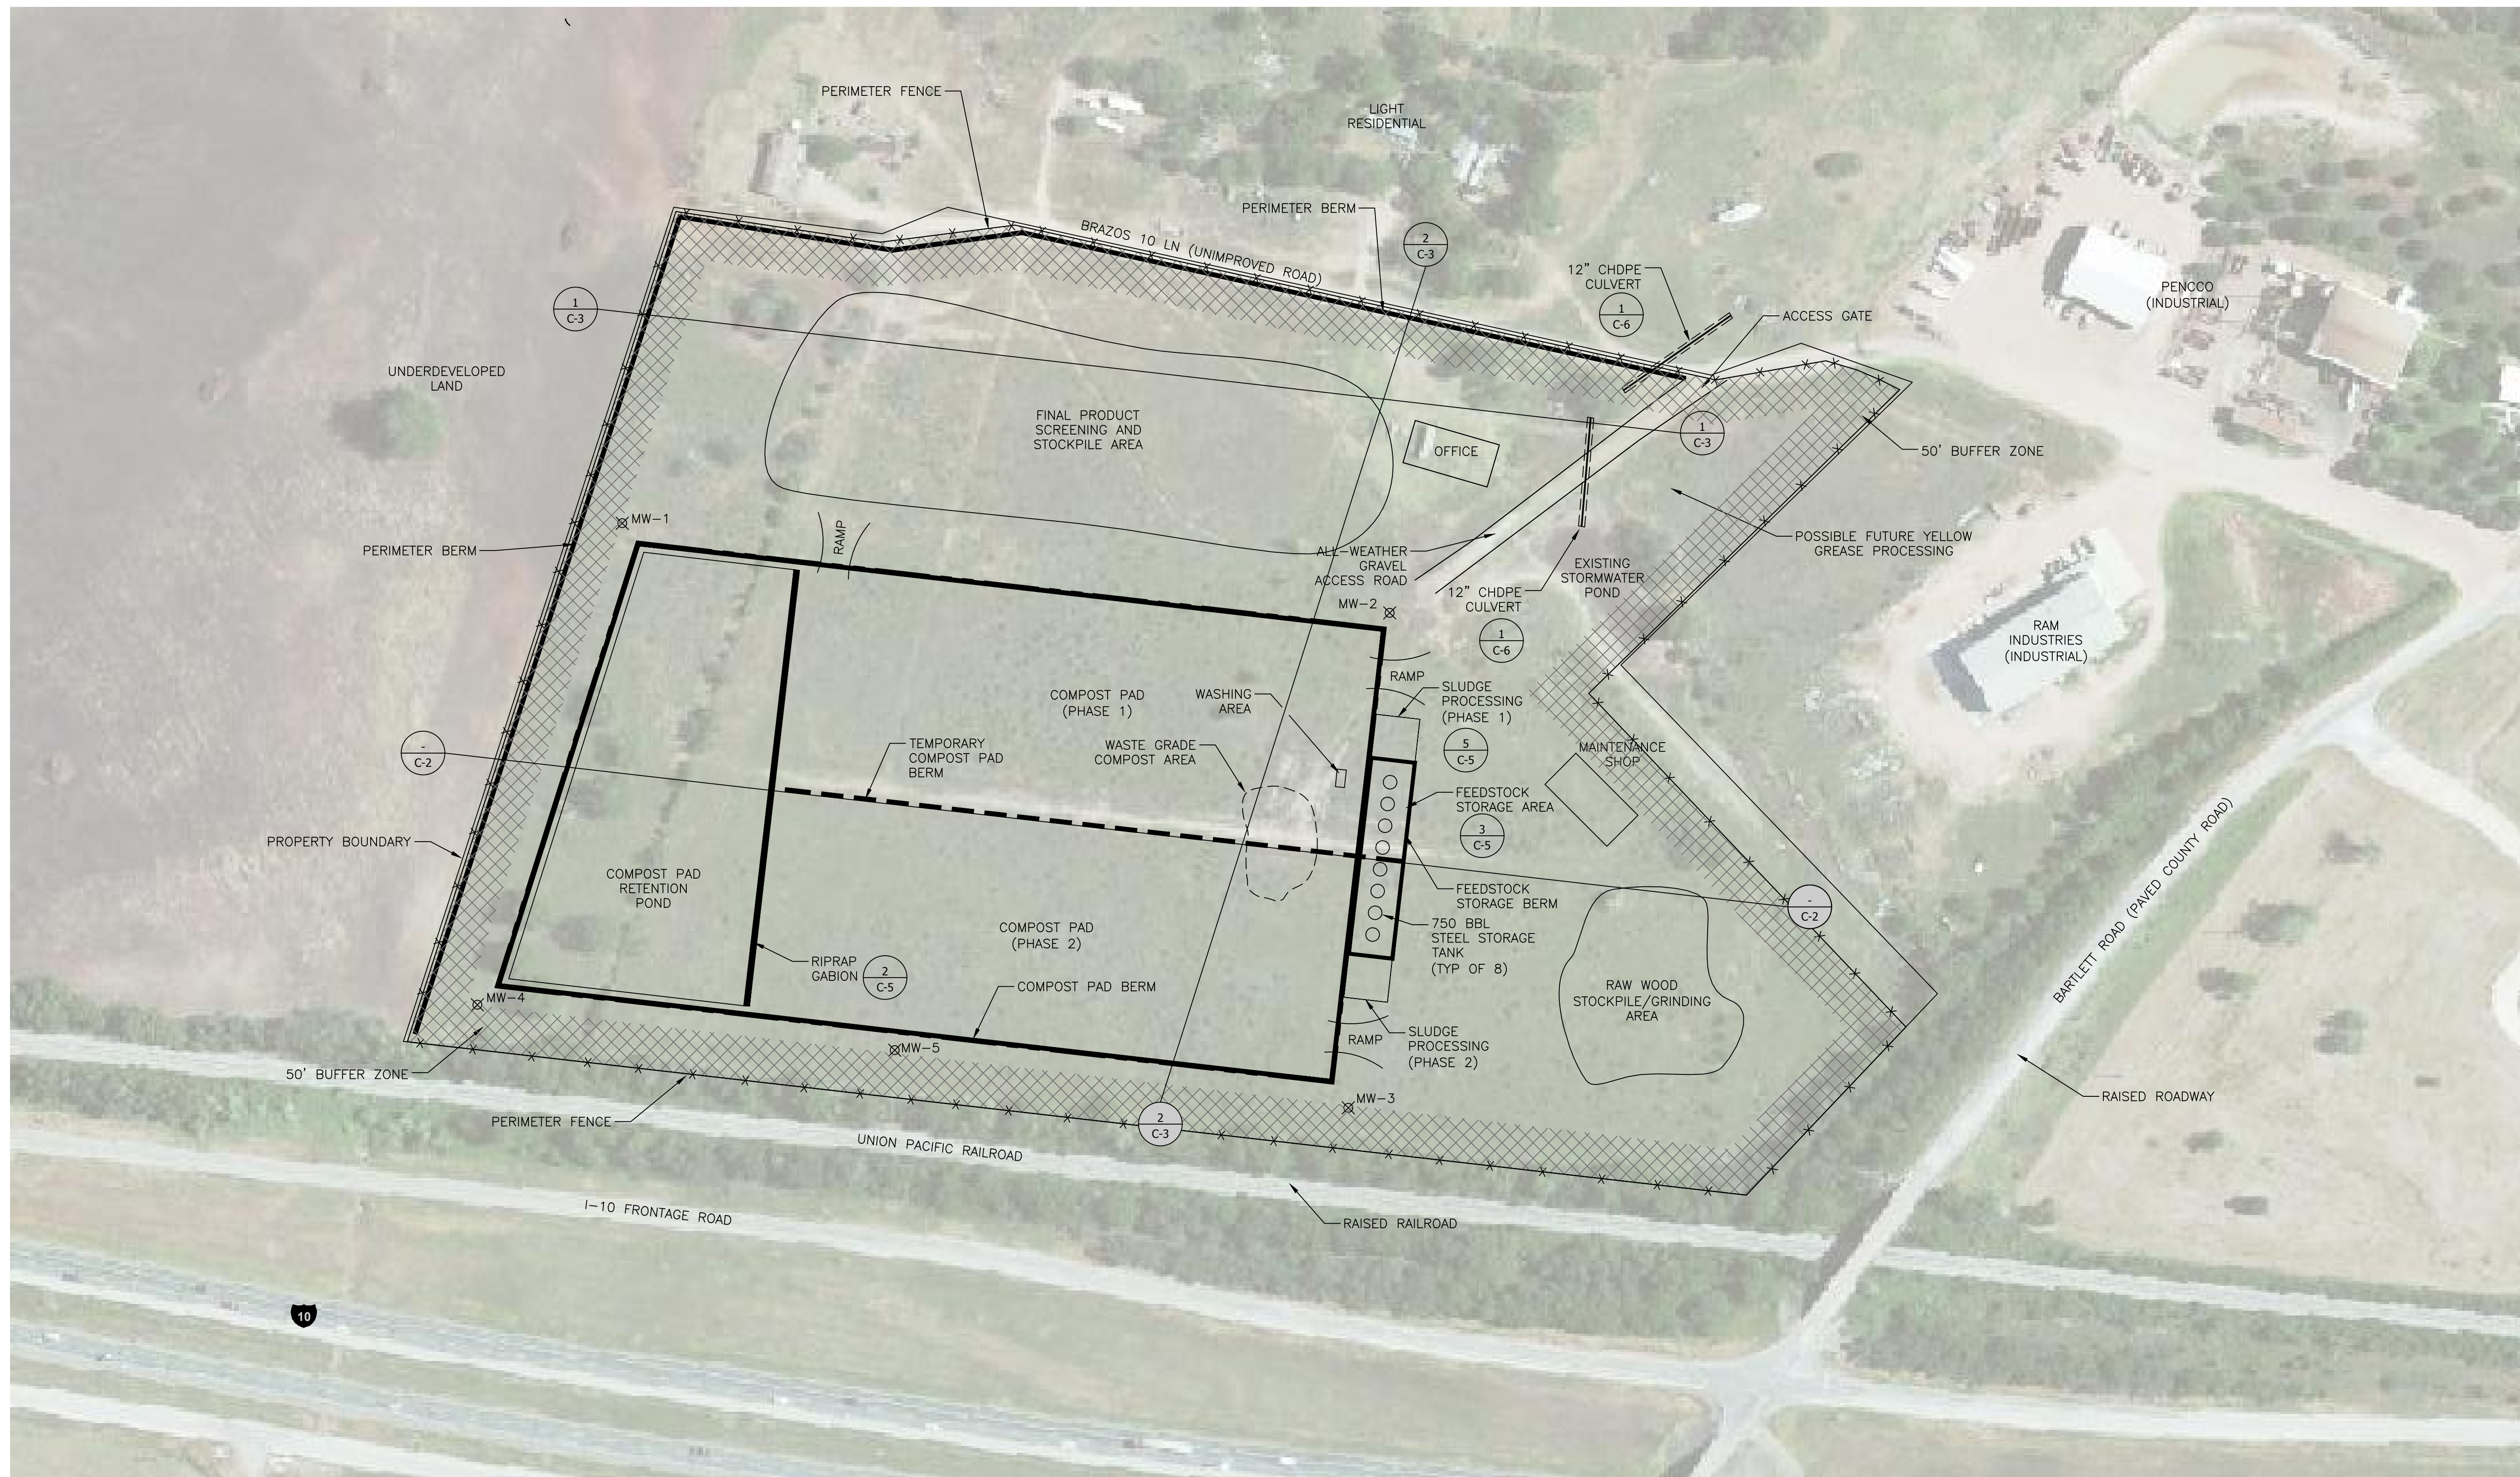 PERIMETER FENCE
LIGHT
RESIDENTIAL
PERIMETER BERM
BRAZOS 10 LN (UNIMPROVED ROAD)
2
C-3
12" CHDPE
CULVERT
1
C-6
ACCESS GATE
PENCCO
(INDUSTRIAL)
1
C-3
UNDERDEVELOPED
LAND
FINAL PRODUCT
SCREENING AND
STOCKPILE AREA
OFFICE
1
C-3
50' BUFFER ZONE
MW-1
RAMP
PERIMETER BERM
ALL-WEATHER
GRAVEL
ACCESS ROAD
POSSIBLE FUTURE YELLOW
GREASE PROCESSING
EXISTING
STORMWATER
POND
12" CHDPE
CULVERT
1
C-6
MW-2
RAM
INDUSTRIES
(INDUSTRIAL)
RAMP
COMPOST PAD
(PHASE 1)
WASHING
AREA
SLUDGE
PROCESSING
(PHASE 1)
5
C-5
TEMPORARY
COMPOST PAD
BERM
WASTE GRADE
COMPOST AREA
MAINTENANCE
SHOP
-
C-2
FEEDSTOCK
STORAGE AREA
3
C-5
PROPERTY BOUNDARY
COMPOST PAD
RETENTION
POND
FEEDSTOCK
STORAGE BERM
-
C-2
BARTLETT ROAD (PAVED COUNTY ROAD)
COMPOST PAD
(PHASE 2)
750 BBL
STEEL STORAGE
TANK
(TYP OF 8)
RIPRAP
GABION
2
C-5
COMPOST PAD BERM
RAW WOOD
STOCKPILE/GRINDING
AREA
MW-4
MW-5
RAMP
SLUDGE
PROCESSING
(PHASE 2)
50' BUFFER ZONE
MW-3
RAISED ROADWAY
PERIMETER FENCE
2
C-3
UNION PACIFIC RAILROAD
I-10 FRONTAGE ROAD
RAISED RAILROAD
10